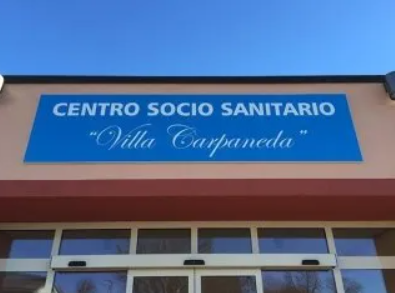 CENTRO SOCIO SANITARIO
"Villa Carpaneda"